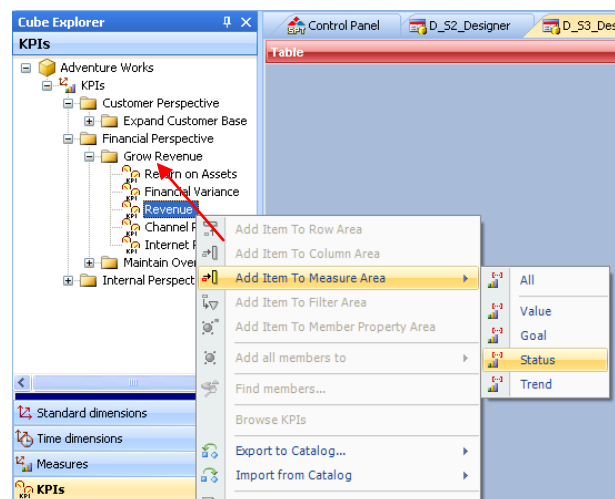 Cube Explorer
Control Panel
D_S2_Designer
D_S3_Des
KPIs
Table
Adventure Works
KPIs
Customer Perspective
Expand Customer Base
Financial Perspective
Grow Revenue
Return on Assets
Financial Variance
Revenue
Channel R
Internet R
Maintain Over
Internal Perspect
Add Item To Row Area
Add Item To Column Area
Add Item To Measure Area
Add Item To Filter Area
Add Item To Member Property Area
Add all members to
Find members...
Browse KPIs
Export to Catalog...
Import from Catalog
All
Value
Goal
Status
Trend
Standard dimensions
Time dimensions
Measures
KPIs